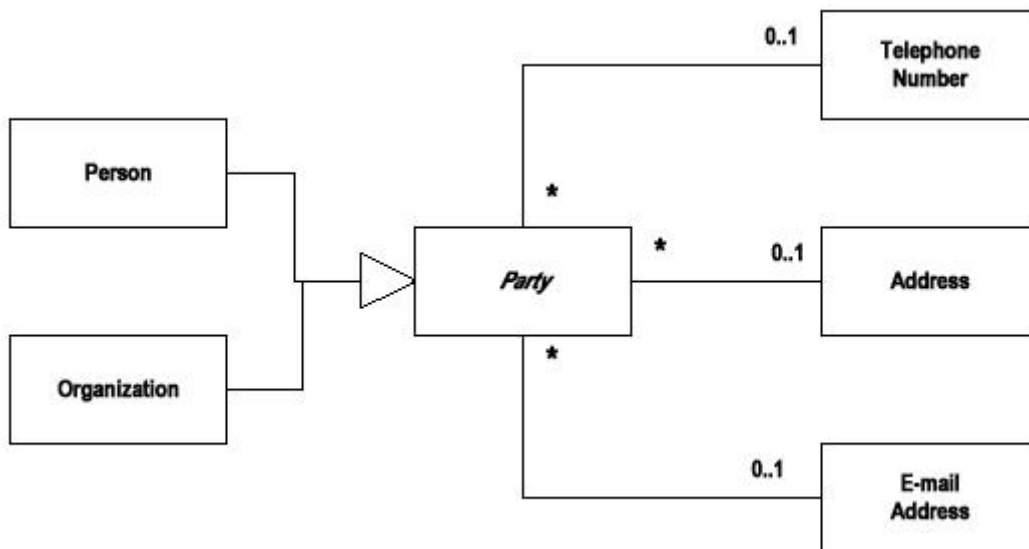 0..1
Telephone
Number
Person
*
*
0..1
Party
Address
*
Organization
0..1
E-mail
Address